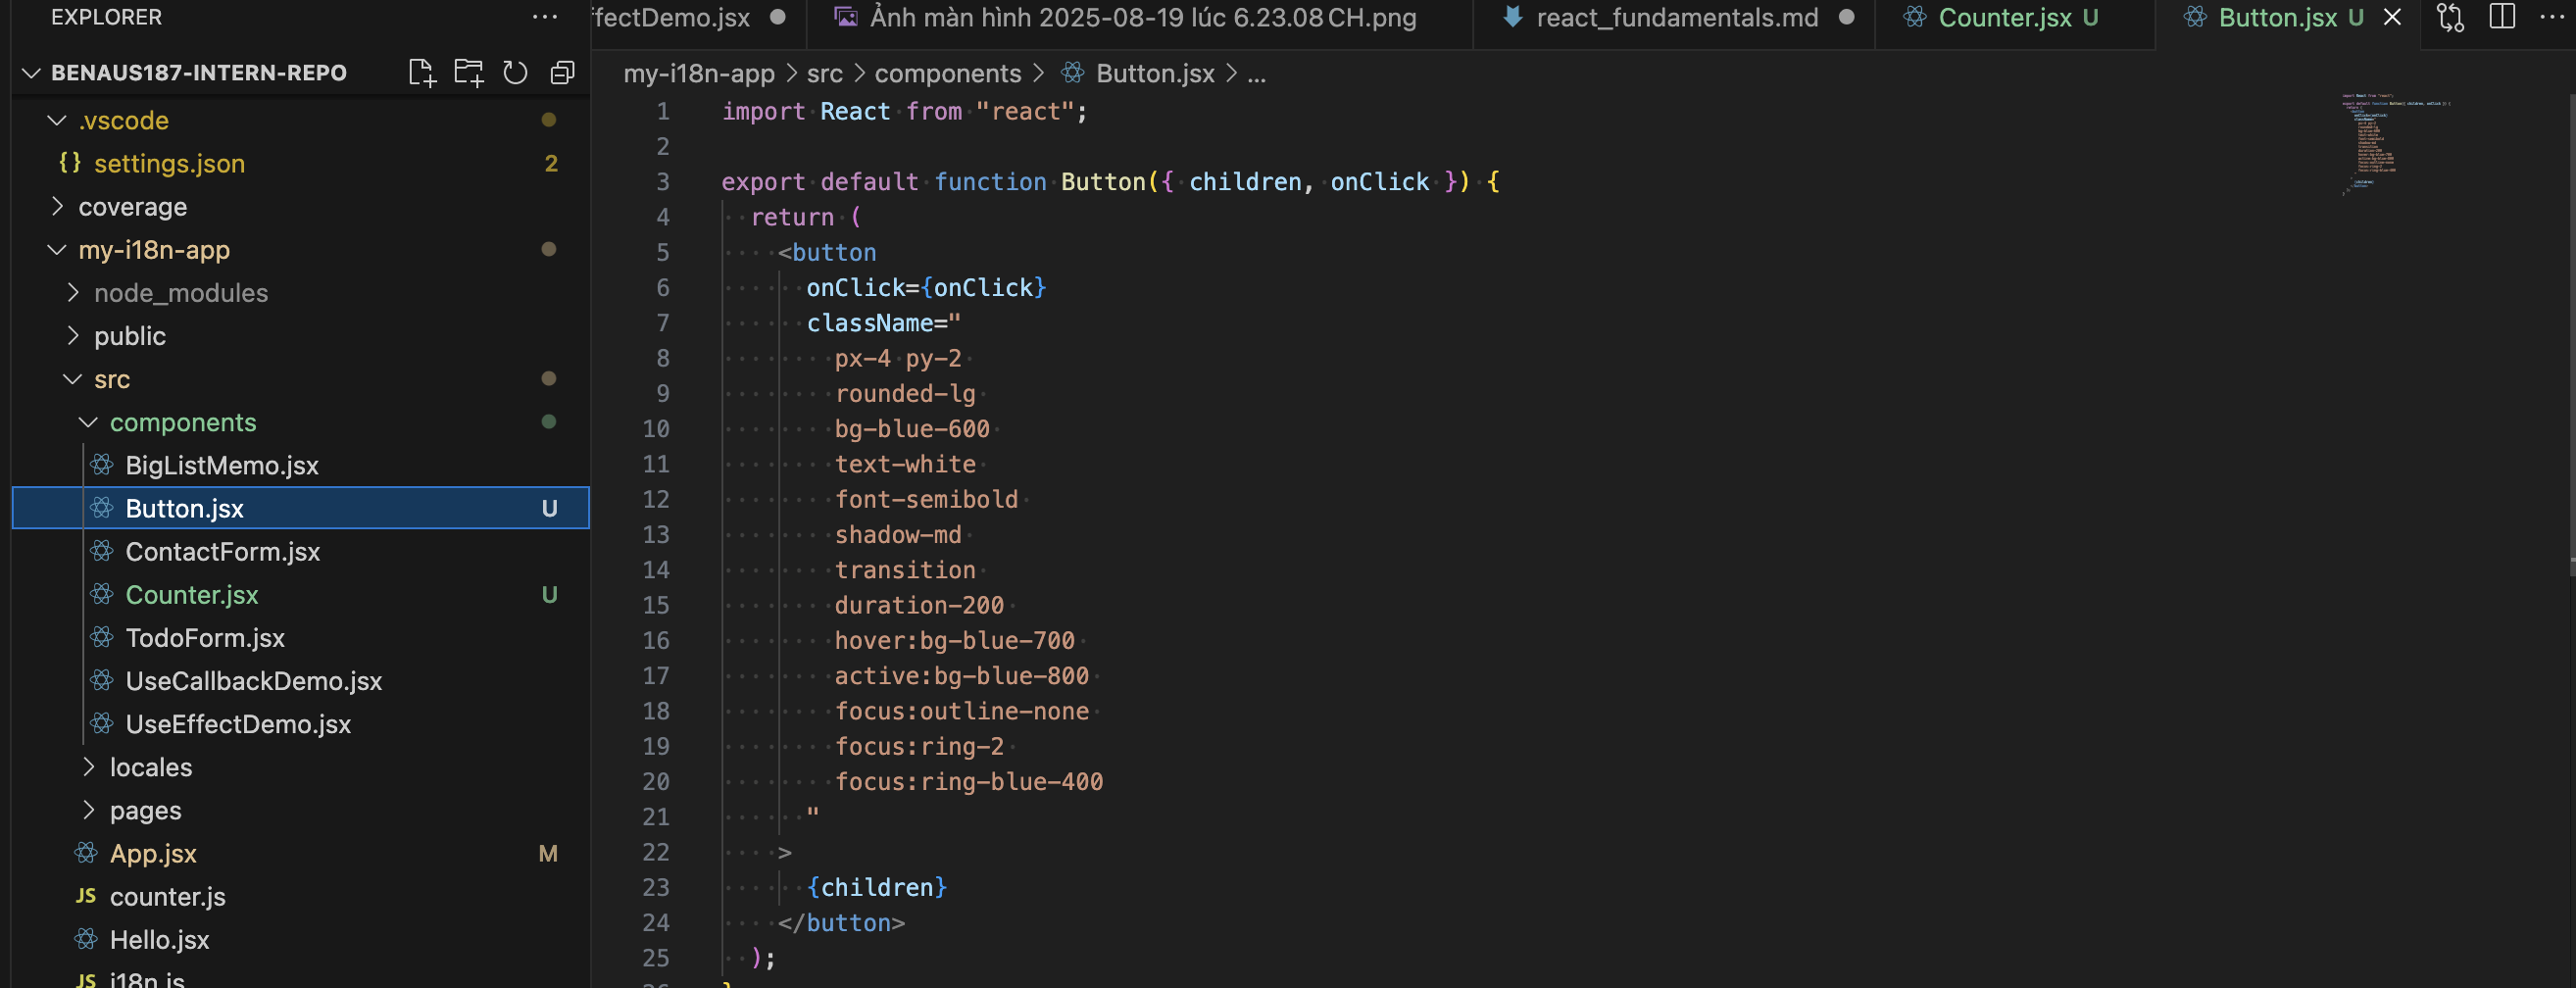 EXPLORER
BENAUS187-INTERN-REPO
.vscode
{} settings.json 2
coverage
my-i18n-app
node_modules
public
src
components
BigListMemo.jsx
Button.jsx U
ContactForm.jsx
Counter.jsx U
TodoForm.jsx
UseCallbackDemo.jsx
UseEffectDemo.jsx
locales
pages
App.jsx M
JS counter.js
Hello.jsx
JS i18n.js
ffectDemo.jsx
Ảnh màn hình 2025-08-19 lúc 6.23.08 CH.png
react_fundamentals.md
Counter.jsx U
Button.jsx U
my-i18n-app > src > components > Button.jsx > ...
1 import React from "react";
2
3 export default function Button({ children, onClick }) {
4 return (
5 <button
6 onClick={onClick}
7 className="
8 px-4 py-2
9 rounded-lg
10 bg-blue-600
11 text-white
12 font-semibold
13 shadow-md
14 transition
15 duration-200
16 hover:bg-blue-700
17 active:bg-blue-800
18 focus:outline-none
19 focus:ring-2
20 focus:ring-blue-400
21 "
22 >
23 {children}
24 </button>
25 );
26 }